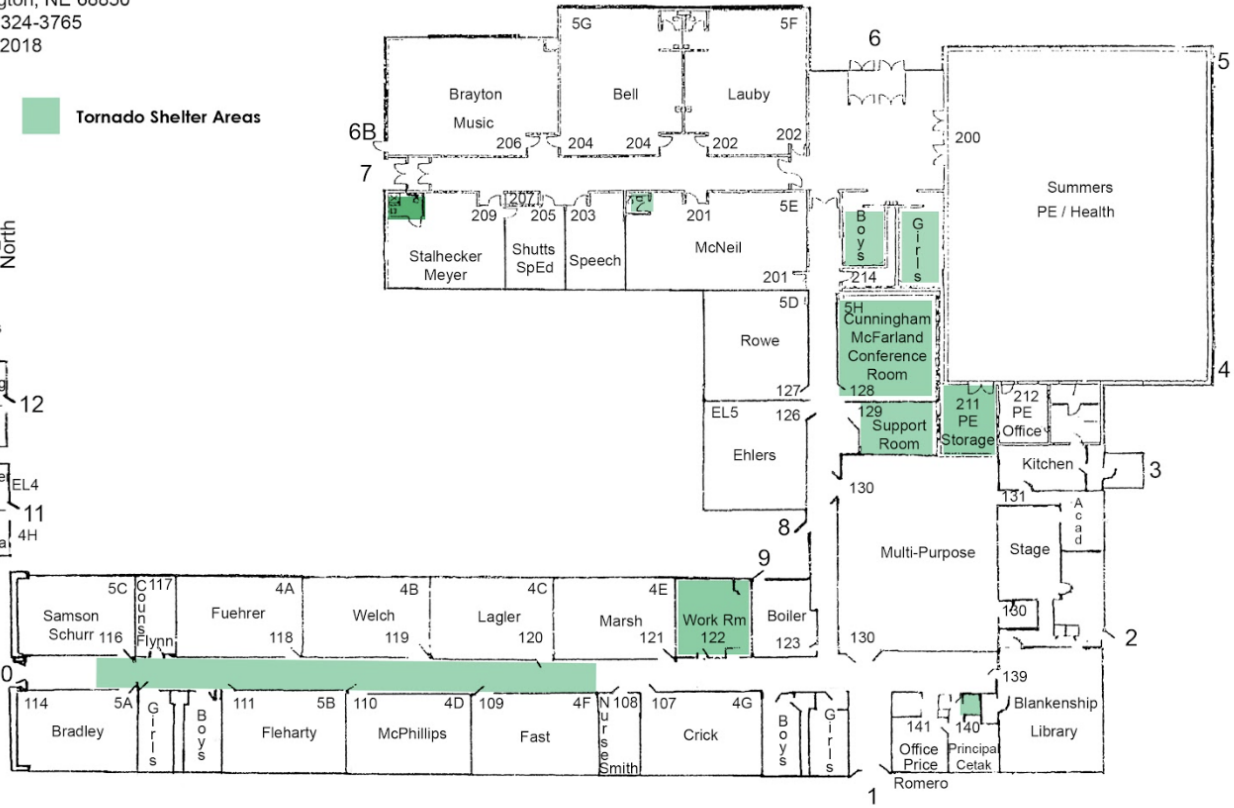 gton, NE 68850
324-3765
2018
Tornado Shelter Areas
North
5G
5F
6
5
Brayton
Music
Bell
Lauby
6B
206
204
204
202
202
200
7
Summers
PE / Health
207
209
205
203
201
5E
Boys
Girls
Stalhecker
Meyer
Shutts
SpEd
Speech
McNeil
201
214
5D
5H
Cunningham
McFarland
Conference
Room
Rowe
127
128
4
12
EL5
126
129
Support
Room
211
PE
Storage
212
PE
Office
Ehlers
Kitchen
3
EL4
130
131
Acad
11
4H
8
Multi-Purpose
Stage
9
5C
Couns
117
4A
4B
4C
4E
Samson
Schurr
116
Flynn
Fuehrer
118
Welch
119
Lagler
120
Marsh
121
Work Rm
122
Boiler
123
130
130
2
0
139
114
5A
Girls
Boys
111
5B
110
4D
109
4F
Nurse
108
107
4G
Boys
Girls
Bradley
Fleharty
McPhillips
Fast
Smith
Crick
141
Office
Price
Romero
140
Principal
Cetak
Blankenship
Library
1